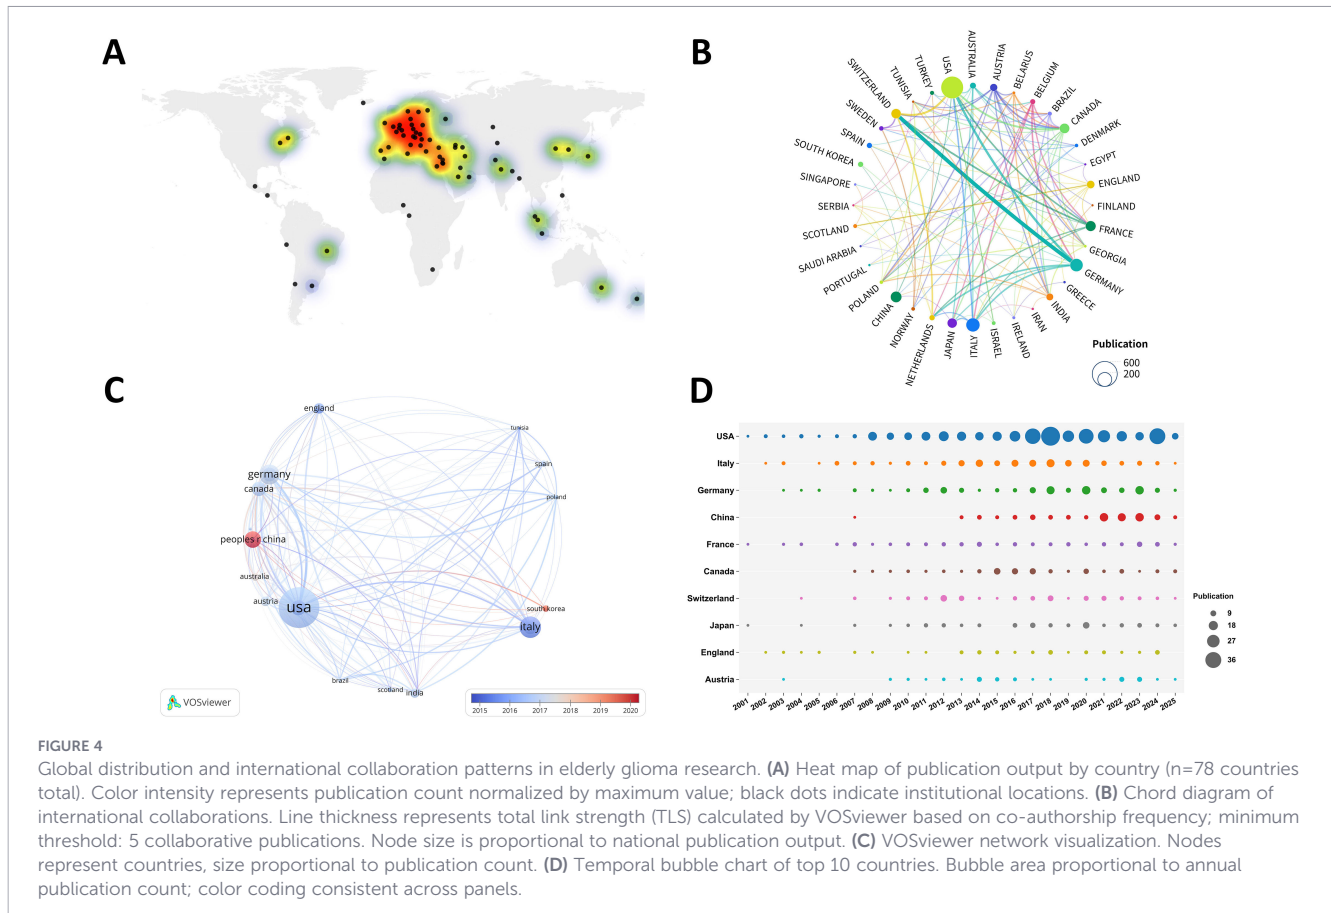 A
B
AUSTRALIA
AUSTRIA
BELARUS
BELGIUM
BRAZIL
CANADA
DENMARK
EGYPT
ENGLAND
FINLAND
FRANCE
GEORGIA
GERMANY
GREECE
INDIA
IRAN
IRELAND
ISRAEL
ITALY
JAPAN
NETHERLANDS
NORWAY
CHINA
POLAND
PORTUGAL
SAUDI ARABIA
SCOTLAND
SERBIA
SINGAPORE
SOUTH KOREA
SPAIN
SWEDEN
SWITZERLAND
TUNISIA
TURKEY
USA
Publication
600
200
C
england
tunisia
spain
poland
germany
canada
peoples r china
australia
austria
usa
south korea
italy
brazil
scotland
india
VOSviewer
2015 2016 2017 2018 2019 2020
D
USA
Italy
Germany
China
France
Canada
Switzerland
Japan
England
Austria
2001 2002 2003 2004 2005 2006 2007 2008 2009 2010 2011 2012 2013 2014 2015 2016 2017 2018 2019 2020 2021 2022 2023 2024 2025
Publication
9
18
27
36
FIGURE 4
Global distribution and international collaboration patterns in elderly glioma research. (A) Heat map of publication output by country (n=78 countries
total). Color intensity represents publication count normalized by maximum value; black dots indicate institutional locations. (B) Chord diagram of
international collaborations. Line thickness represents total link strength (TLS) calculated by VOSviewer based on co-authorship frequency; minimum
threshold: 5 collaborative publications. Node size is proportional to national publication output. (C) VOSviewer network visualization. Nodes
represent countries, size proportional to publication count. (D) Temporal bubble chart of top 10 countries. Bubble area proportional to annual
publication count; color coding consistent across panels.